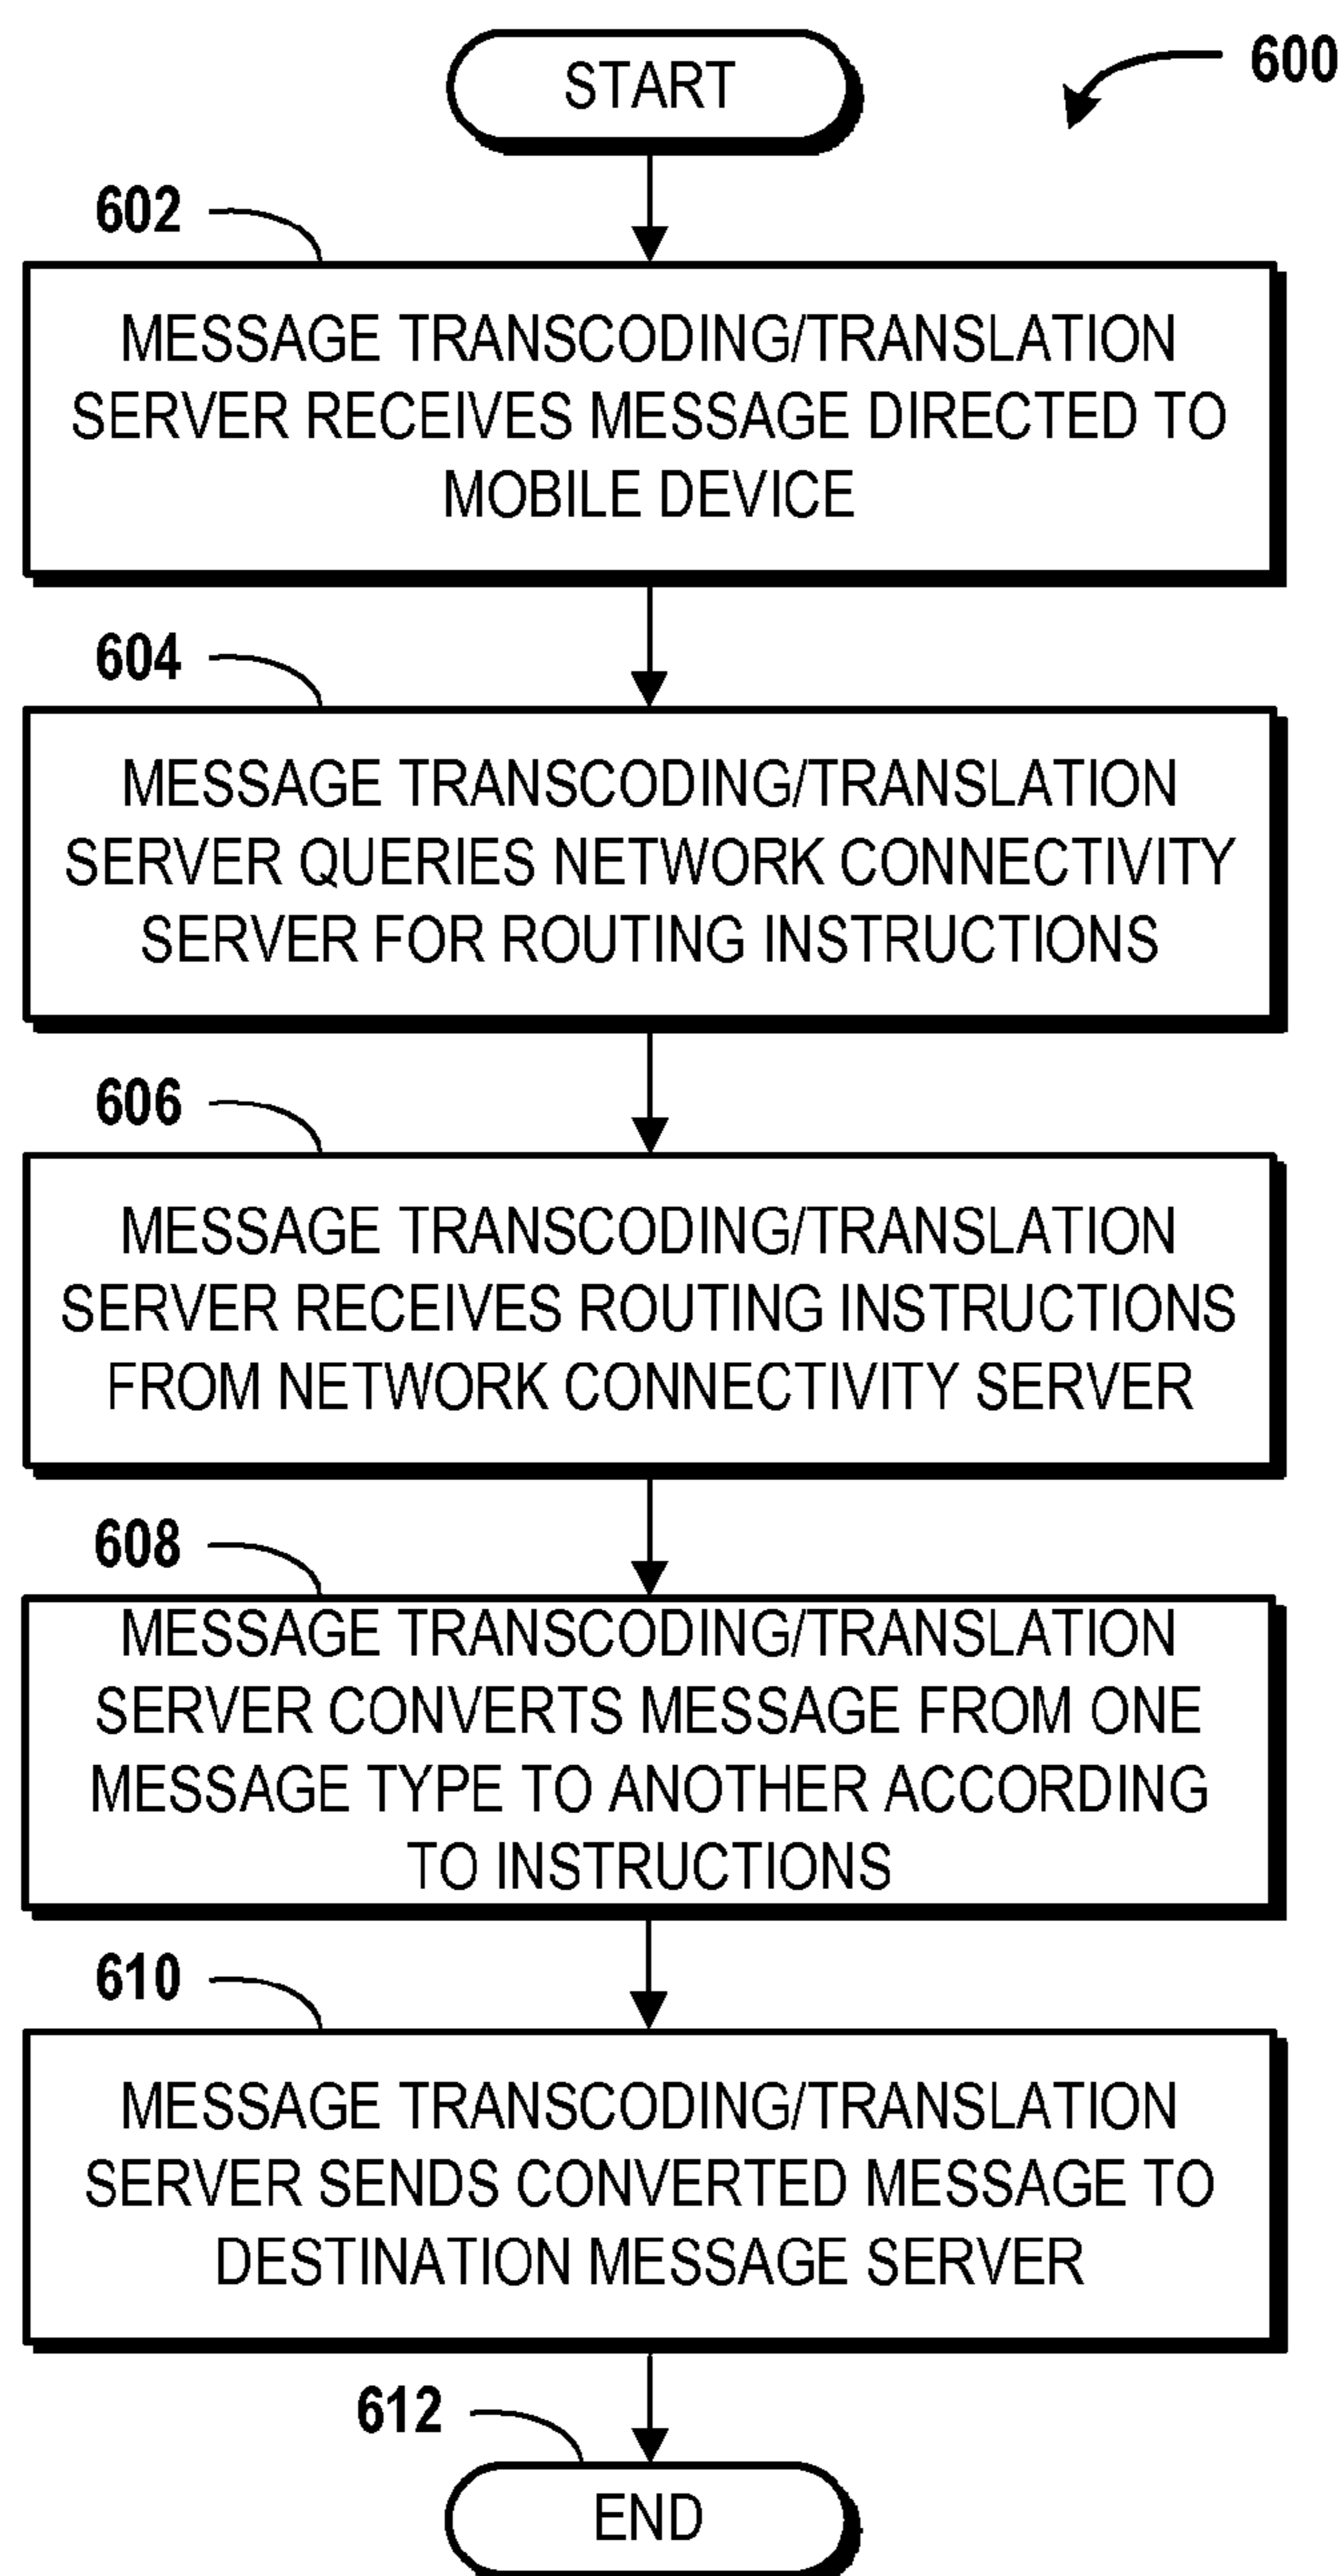 START
600
602
MESSAGE TRANSCODING/TRANSLATION
SERVER RECEIVES MESSAGE DIRECTED TO
MOBILE DEVICE
604
MESSAGE TRANSCODING/TRANSLATION
SERVER QUERIES NETWORK CONNECTIVITY
SERVER FOR ROUTING INSTRUCTIONS
606
MESSAGE TRANSCODING/TRANSLATION
SERVER RECEIVES ROUTING INSTRUCTIONS
FROM NETWORK CONNECTIVITY SERVER
608
MESSAGE TRANSCODING/TRANSLATION
SERVER CONVERTS MESSAGE FROM ONE
MESSAGE TYPE TO ANOTHER ACCORDING
TO INSTRUCTIONS
610
MESSAGE TRANSCODING/TRANSLATION
SERVER SENDS CONVERTED MESSAGE TO
DESTINATION MESSAGE SERVER
612
END